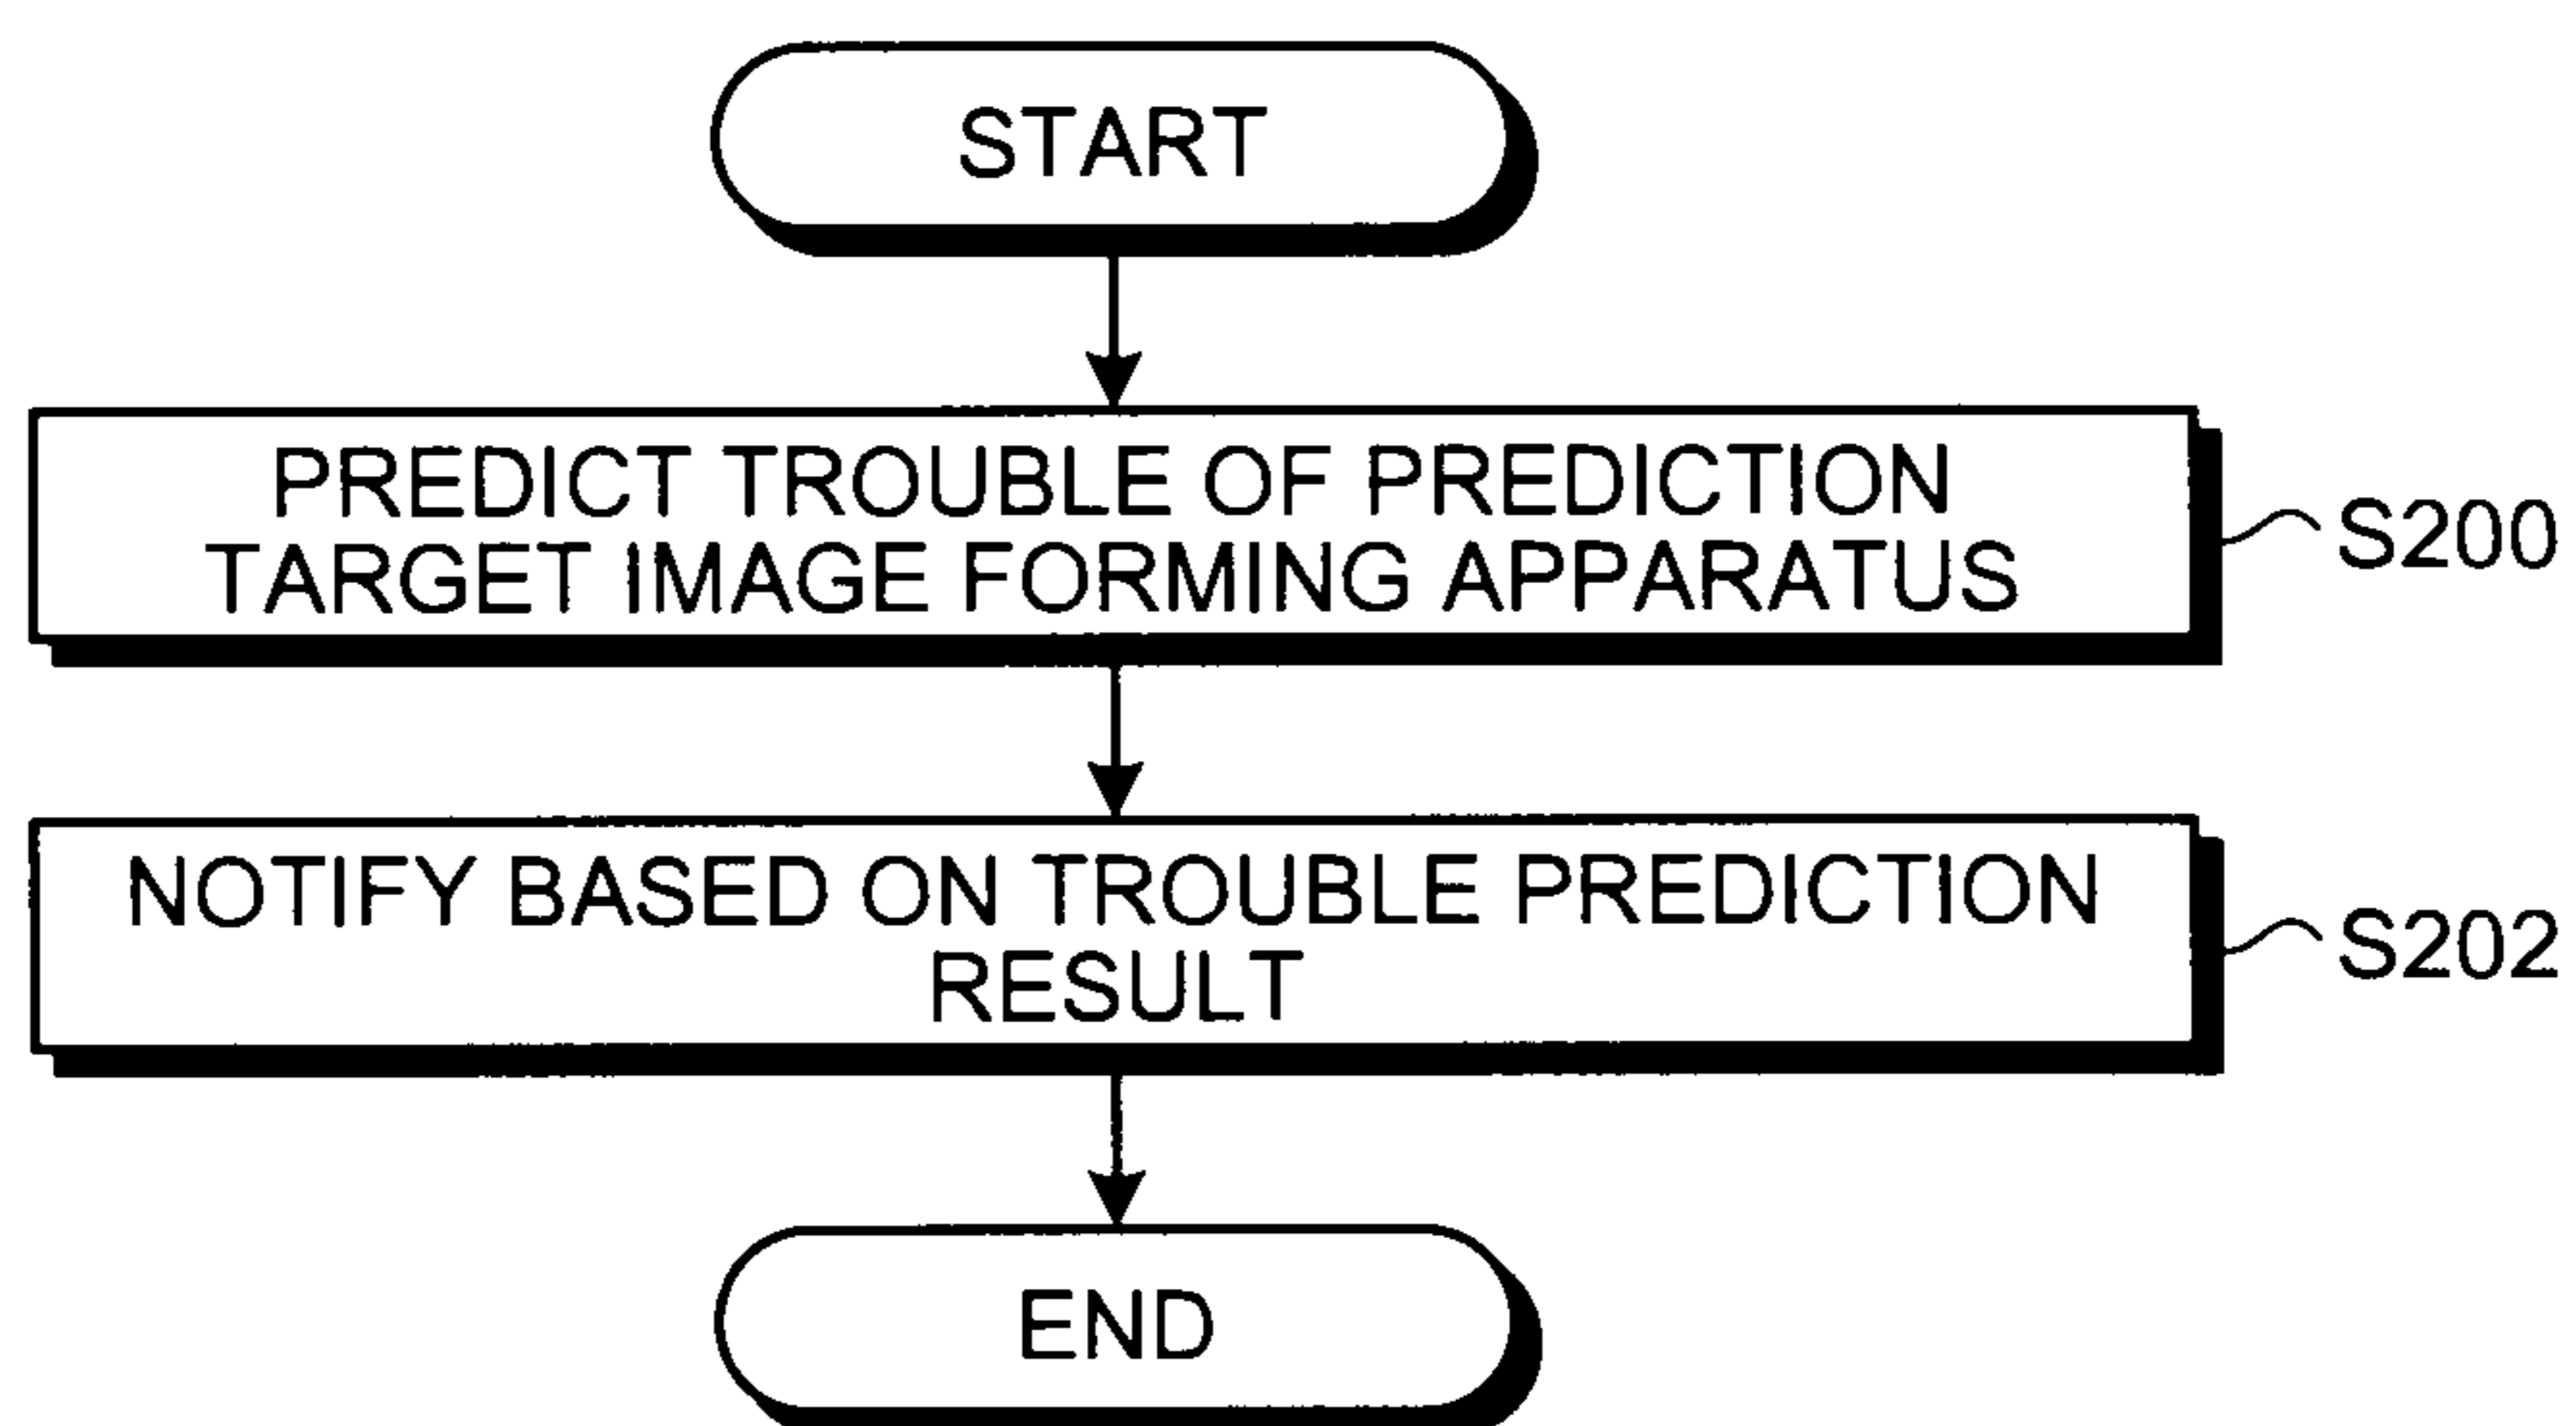 START
PREDICT TROUBLE OF PREDICTION
TARGET IMAGE FORMING APPARATUS
S200
NOTIFY BASED ON TROUBLE PREDICTION
RESULT
S202
END